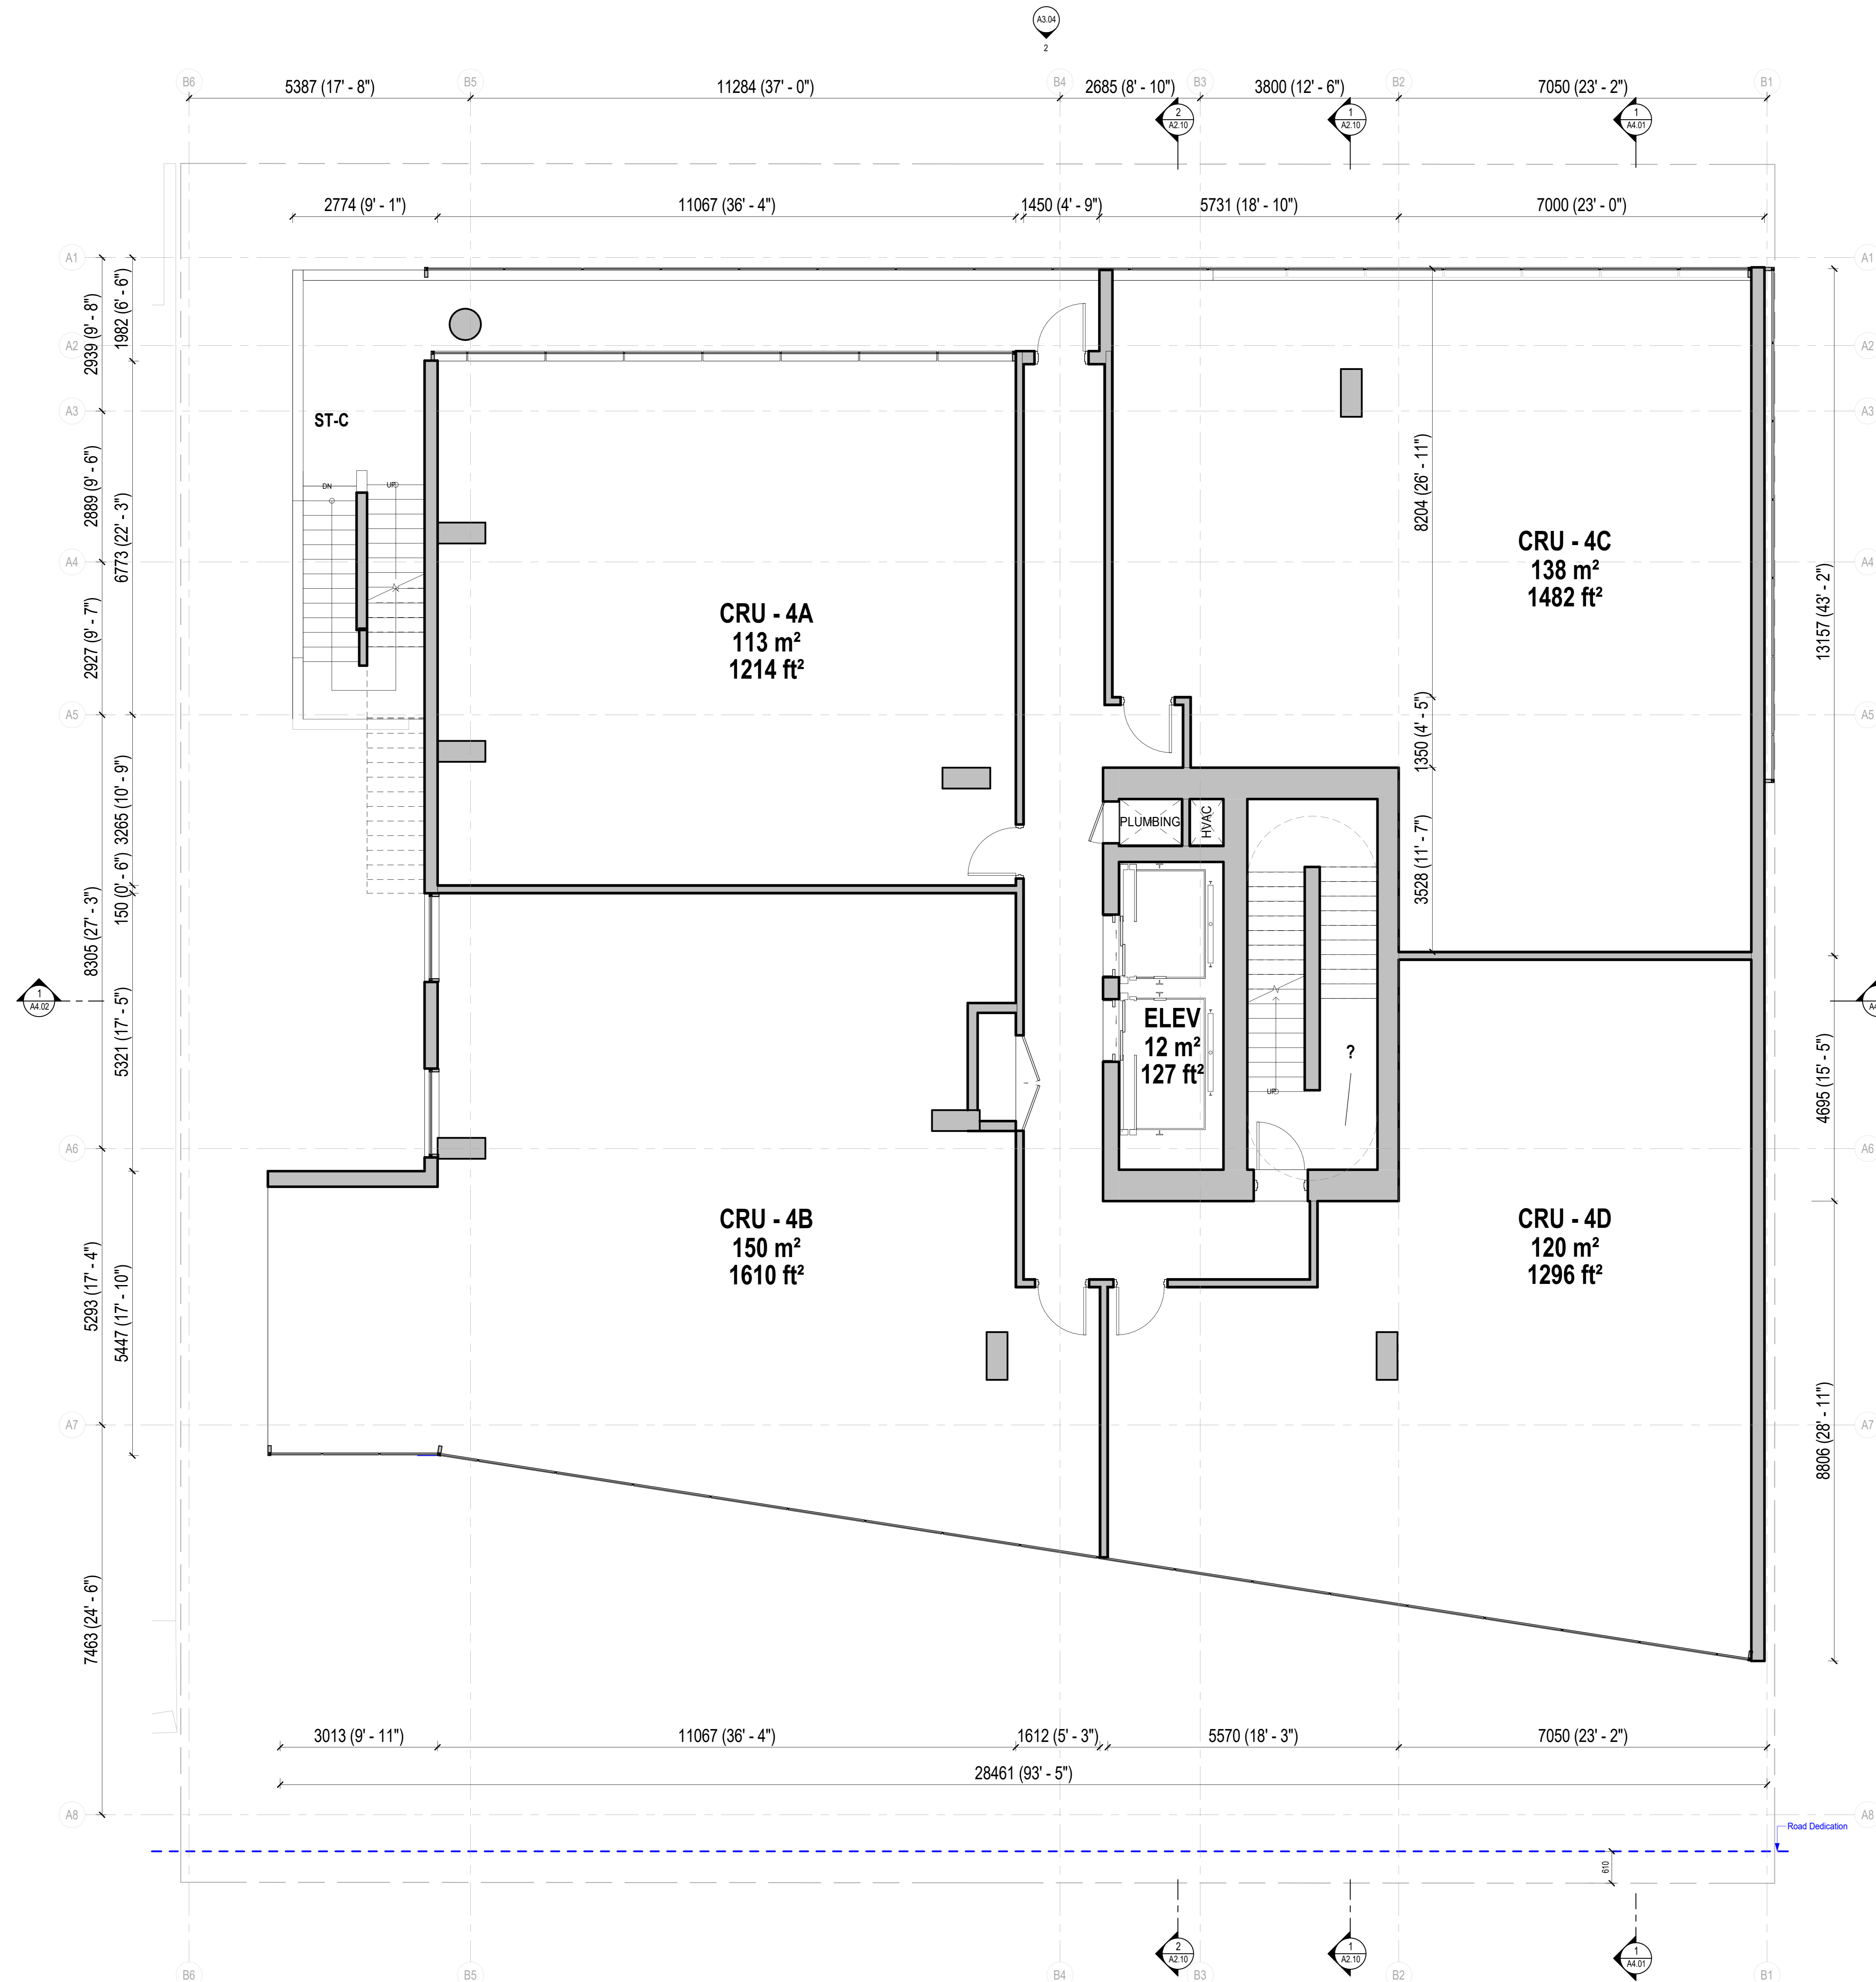 A3.04
2
B6
B5
B4
B3
B2
B1
5387 (17' - 8")
11284 (37' - 0")
2685 (8' - 10")
3800 (12' - 6")
7050 (23' - 2")
2
A2.10
1
A2.10
1
A4.01
2774 (9' - 1")
11067 (36' - 4")
1450 (4' - 9")
5731 (18' - 10")
7000 (23' - 0")
A1
A1
A2
A2
A3
A3
A4
A4
A5
A5
A6
A6
A7
A7
A8
A8
2939 (9' - 8")
1982 (6' - 6")
2889 (9' - 6")
6773 (22' - 3")
2927 (9' - 7")
3265 (10' - 9")
150 (0' - 6")
8305 (27' - 3")
5321 (17' - 5")
5293 (17' - 4")
5447 (17' - 10")
7463 (24' - 6")
ST-C
DN
UP
CRU - 4A
113 m²
1214 ft²
CRU - 4C
138 m²
1482 ft²
8204 (26' - 11")
1350 (4' - 5")
3528 (11' - 7")
13157 (43' - 2")
4695 (15' - 5")
8806 (28' - 11")
PLUMBING
HVAC
1
A4.02
ELEV
12 m²
127 ft²
?
UP
CRU - 4B
150 m²
1610 ft²
CRU - 4D
120 m²
1296 ft²
3013 (9' - 11")
11067 (36' - 4")
1612 (5' - 3")
5570 (18' - 3")
7050 (23' - 2")
28461 (93' - 5")
Road Dedication
610
2
A2.10
1
A2.10
1
A4.01
B6
B5
B4
B3
B2
B1